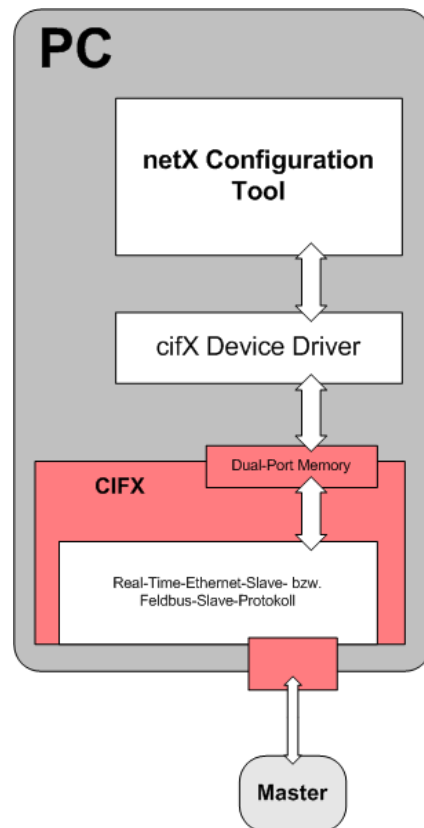 PC
netX Configuration
Tool
cifX Device Driver
Dual-Port Memory
CIFX
Real-Time-Ethernet-Slave- bzw.
Feldbus-Slave-Protokoll
Master